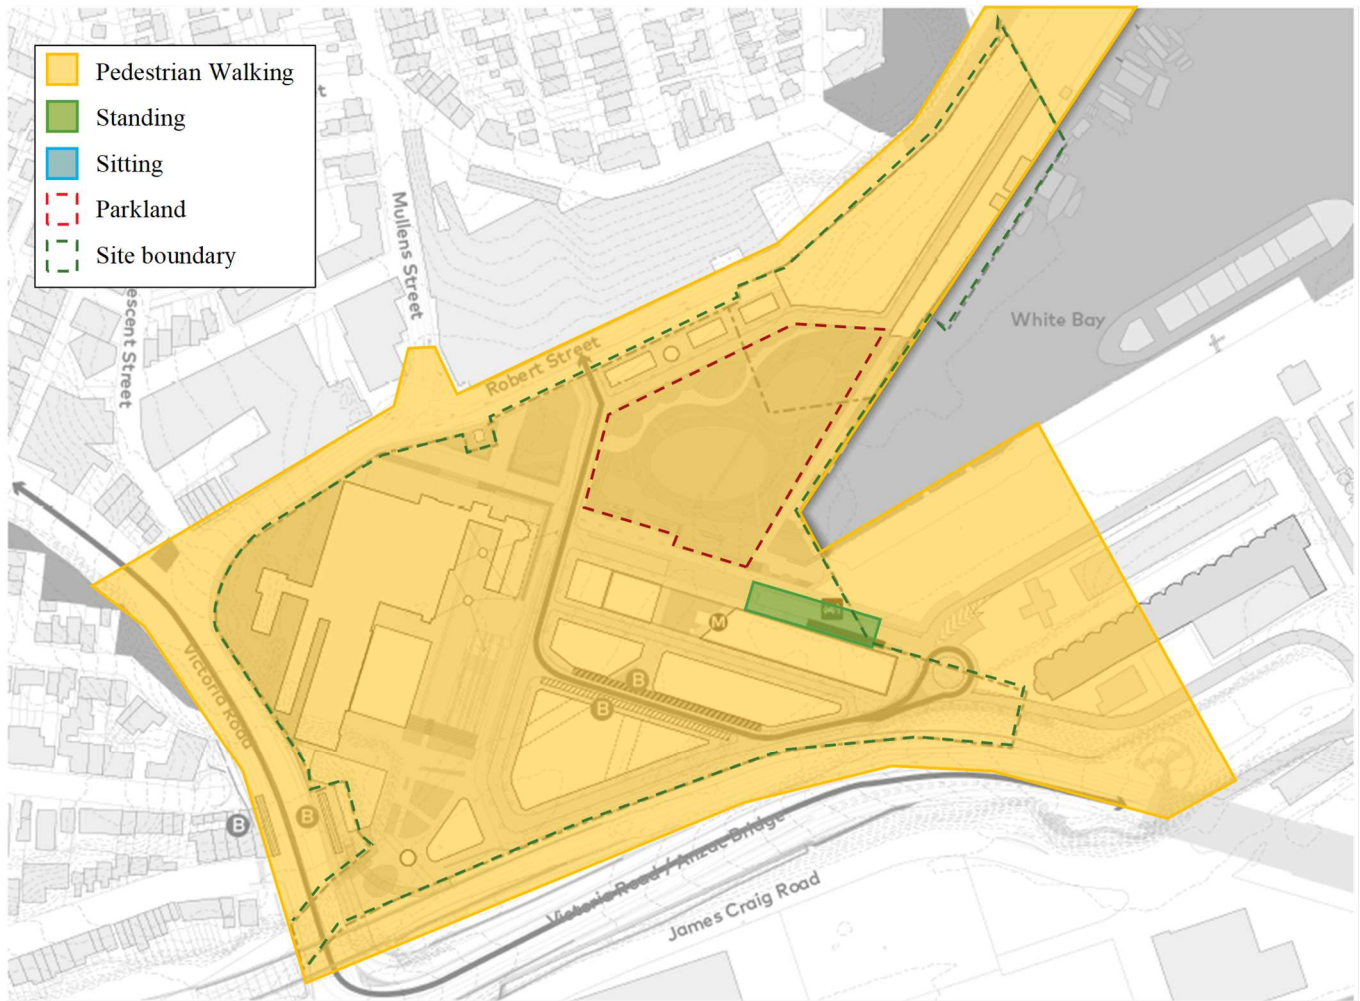 Pedestrian Walking
Standing
Sitting
Parkland
Site boundary
t
Mullens Street
escent Street
Robert Street
White Bay
Victoria Road
M
B
B
B
B
Victoria Road / Anzac Bridge
James Craig Road